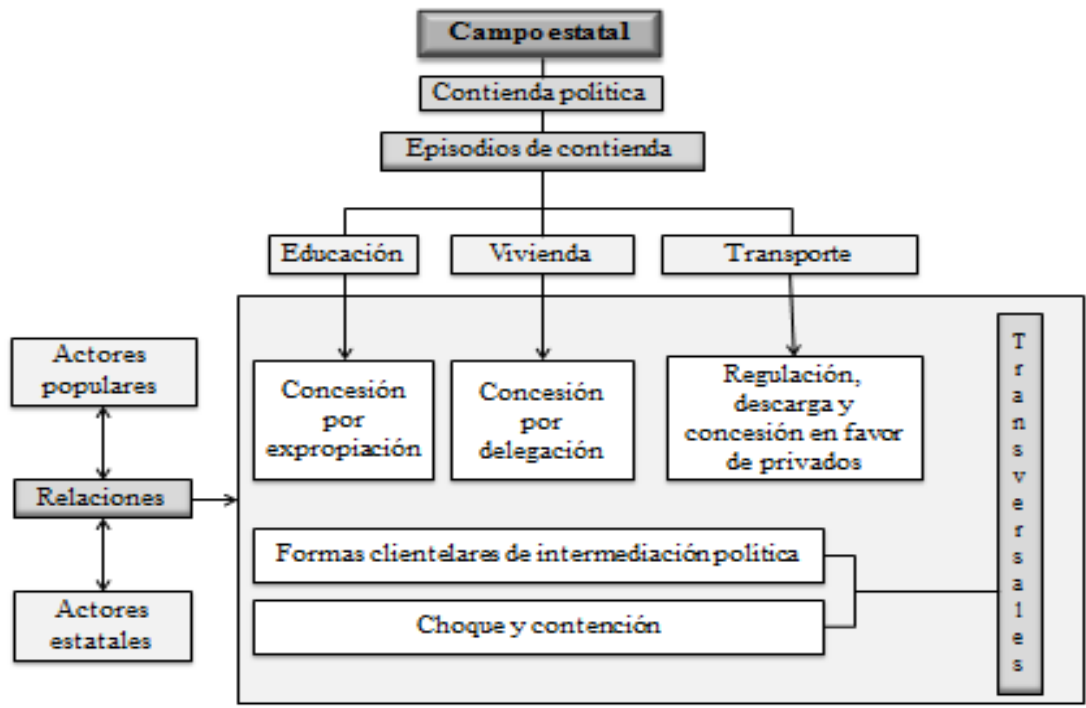 Campo estatal
Contienda política
Episodios de contienda
Educación
Vivienda
Transporte
Actores
populares
Relaciones
Actores
estatales
Concesión
por
expropiación
Concesión
por
delegación
Regulación,
descarga y
concesión en favor
de privados
Formas clientelares de intermediación política
Choque y contención
Transversales